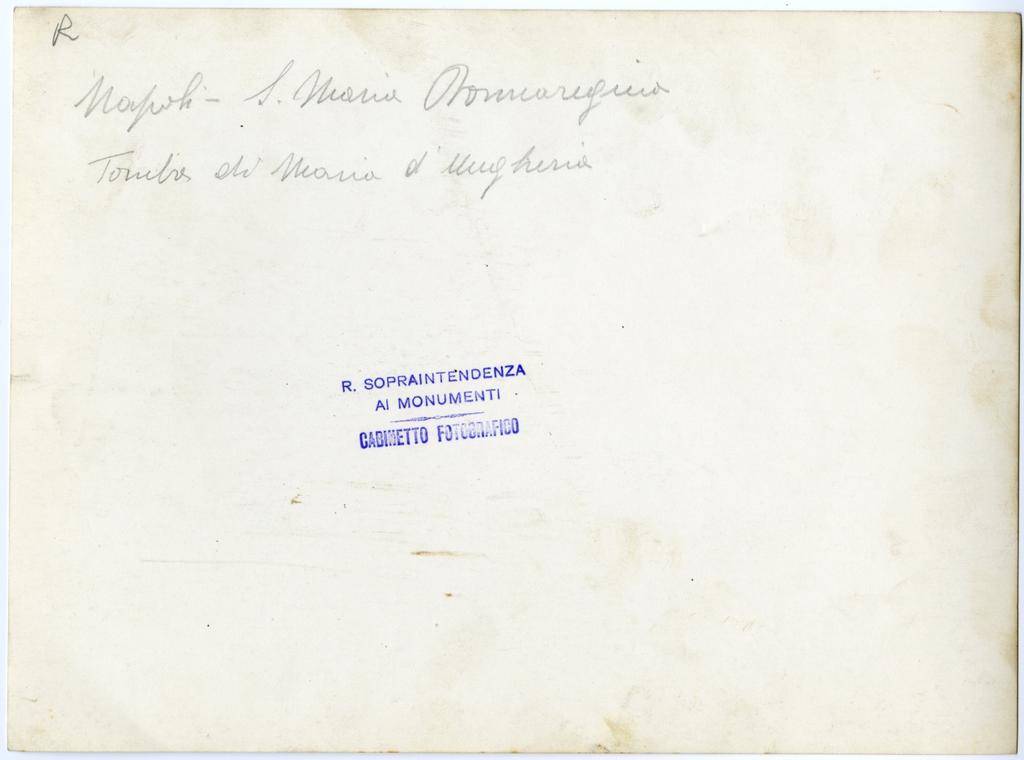 R
Napoli - S. Maria Donnaregina
Tomba di Maria d'Ungheria
R. SOPRAINTENDENZA
AI MONUMENTI
GABINETTO FOTOGRAFICO